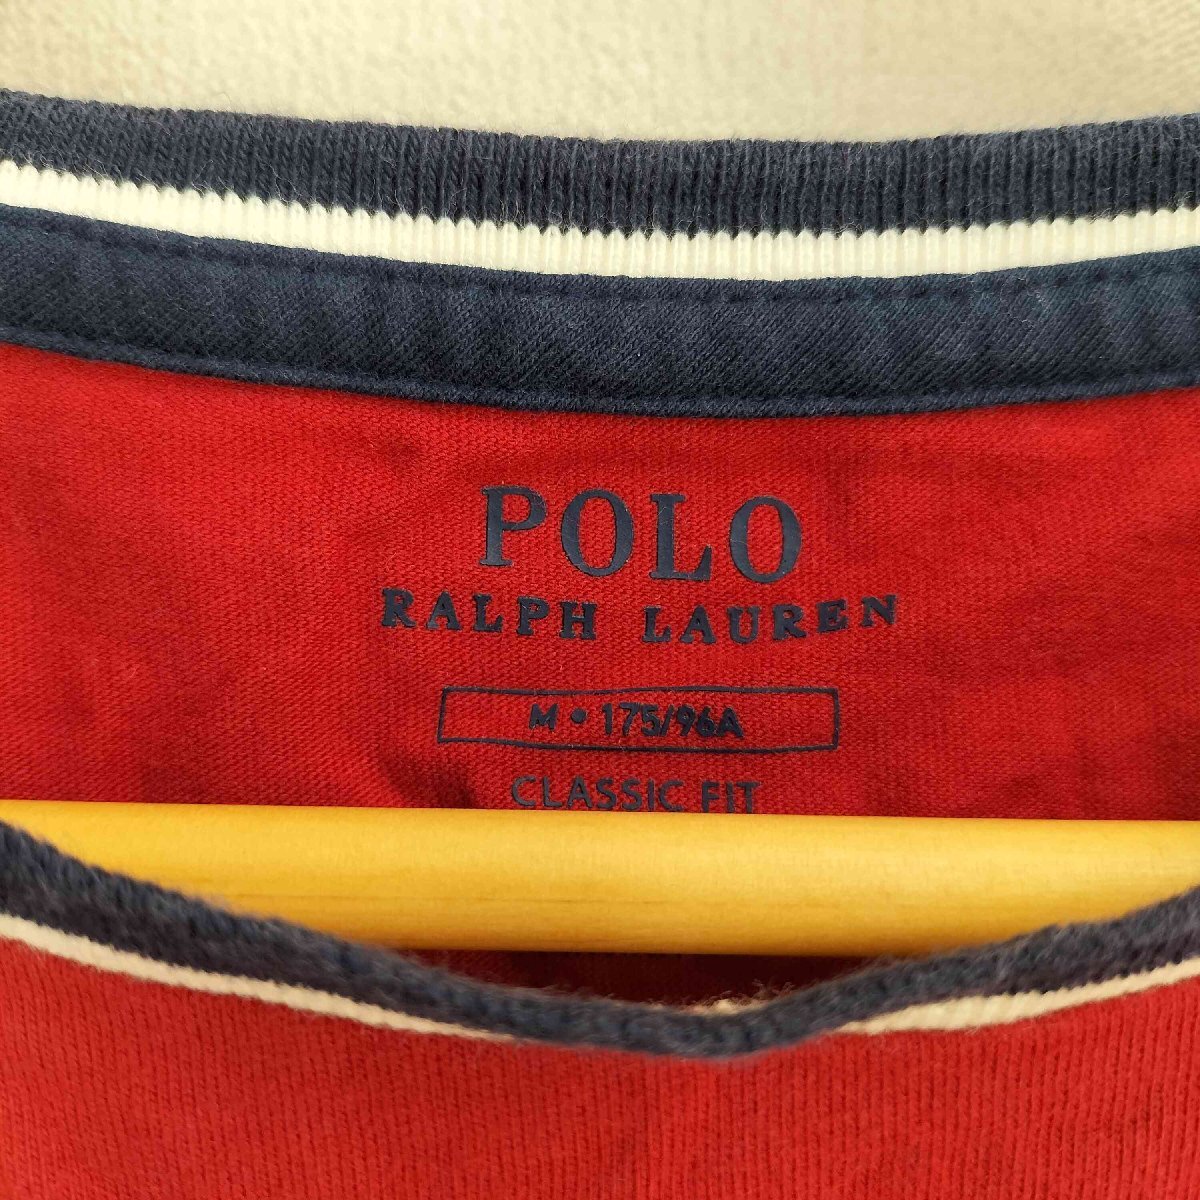 POLO
RALPH LAUREN
M • 175/96A
CLASSIC FIT